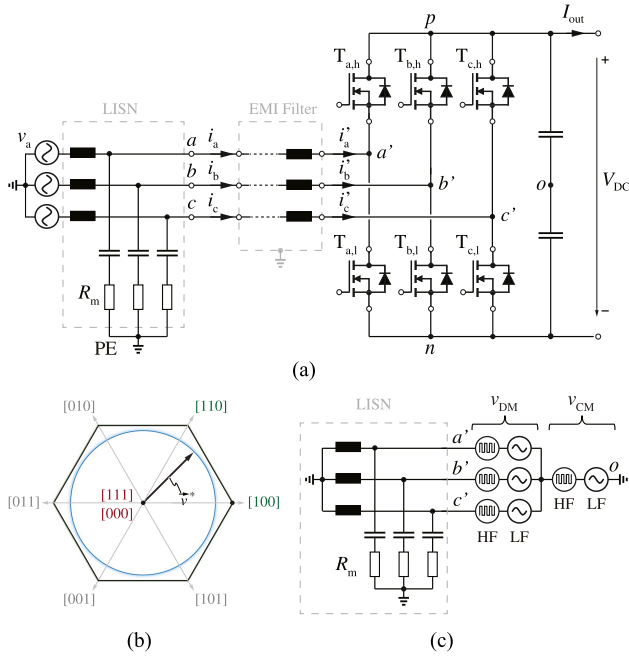 p
I_out
T_a,h
T_b,h
T_c,h
LISN
EMI Filter
v_a
a
i_a
i'_a
a'
b
i_b
i'_b
b'
c
i_c
i'_c
c'
o
V_DC
+
T_a,l
T_b,l
T_c,l
R_m
−
PE
n
(a)
[010]
[110]
[011]
[111]
[000]
[100]
v*
[001]
[101]
(b)
LISN
v_DM
v_CM
a'
b'
c'
o
HF
LF
HF
LF
R_m
(c)